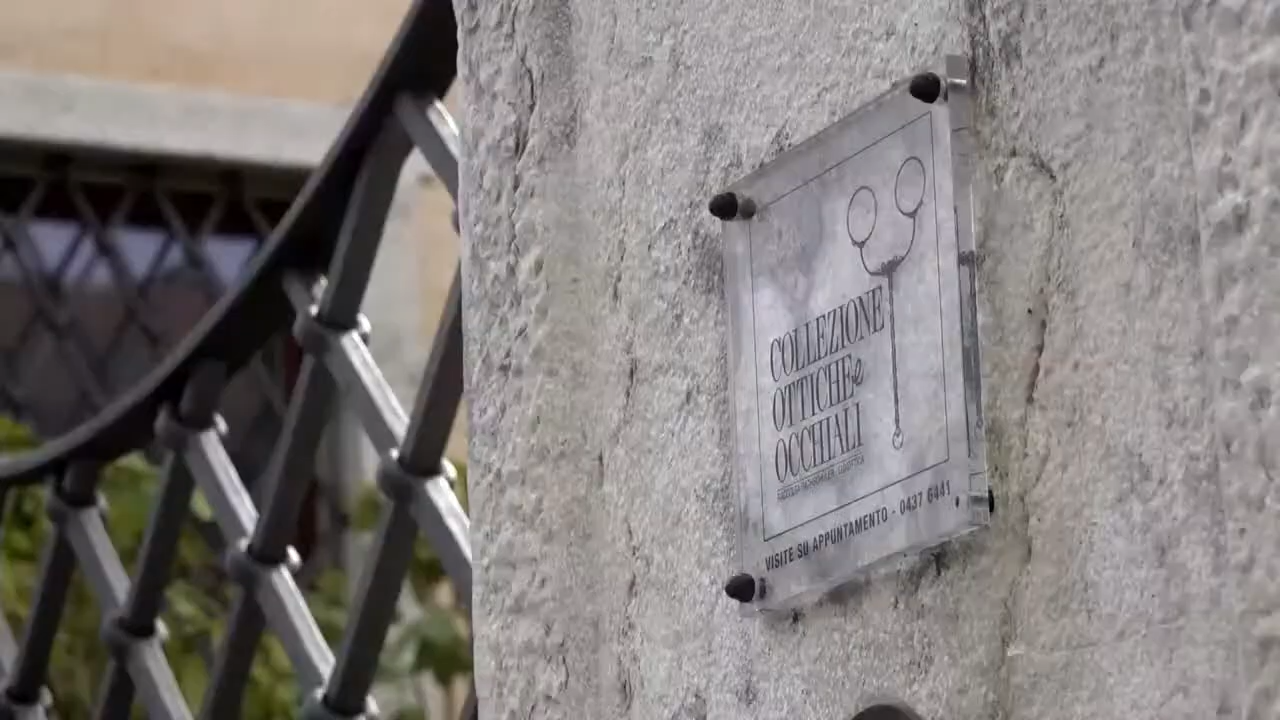 COLLEZIONE
OTTICHE e
OCCHIALI
VISITE SU APPUNTAMENTO - 0437 6441